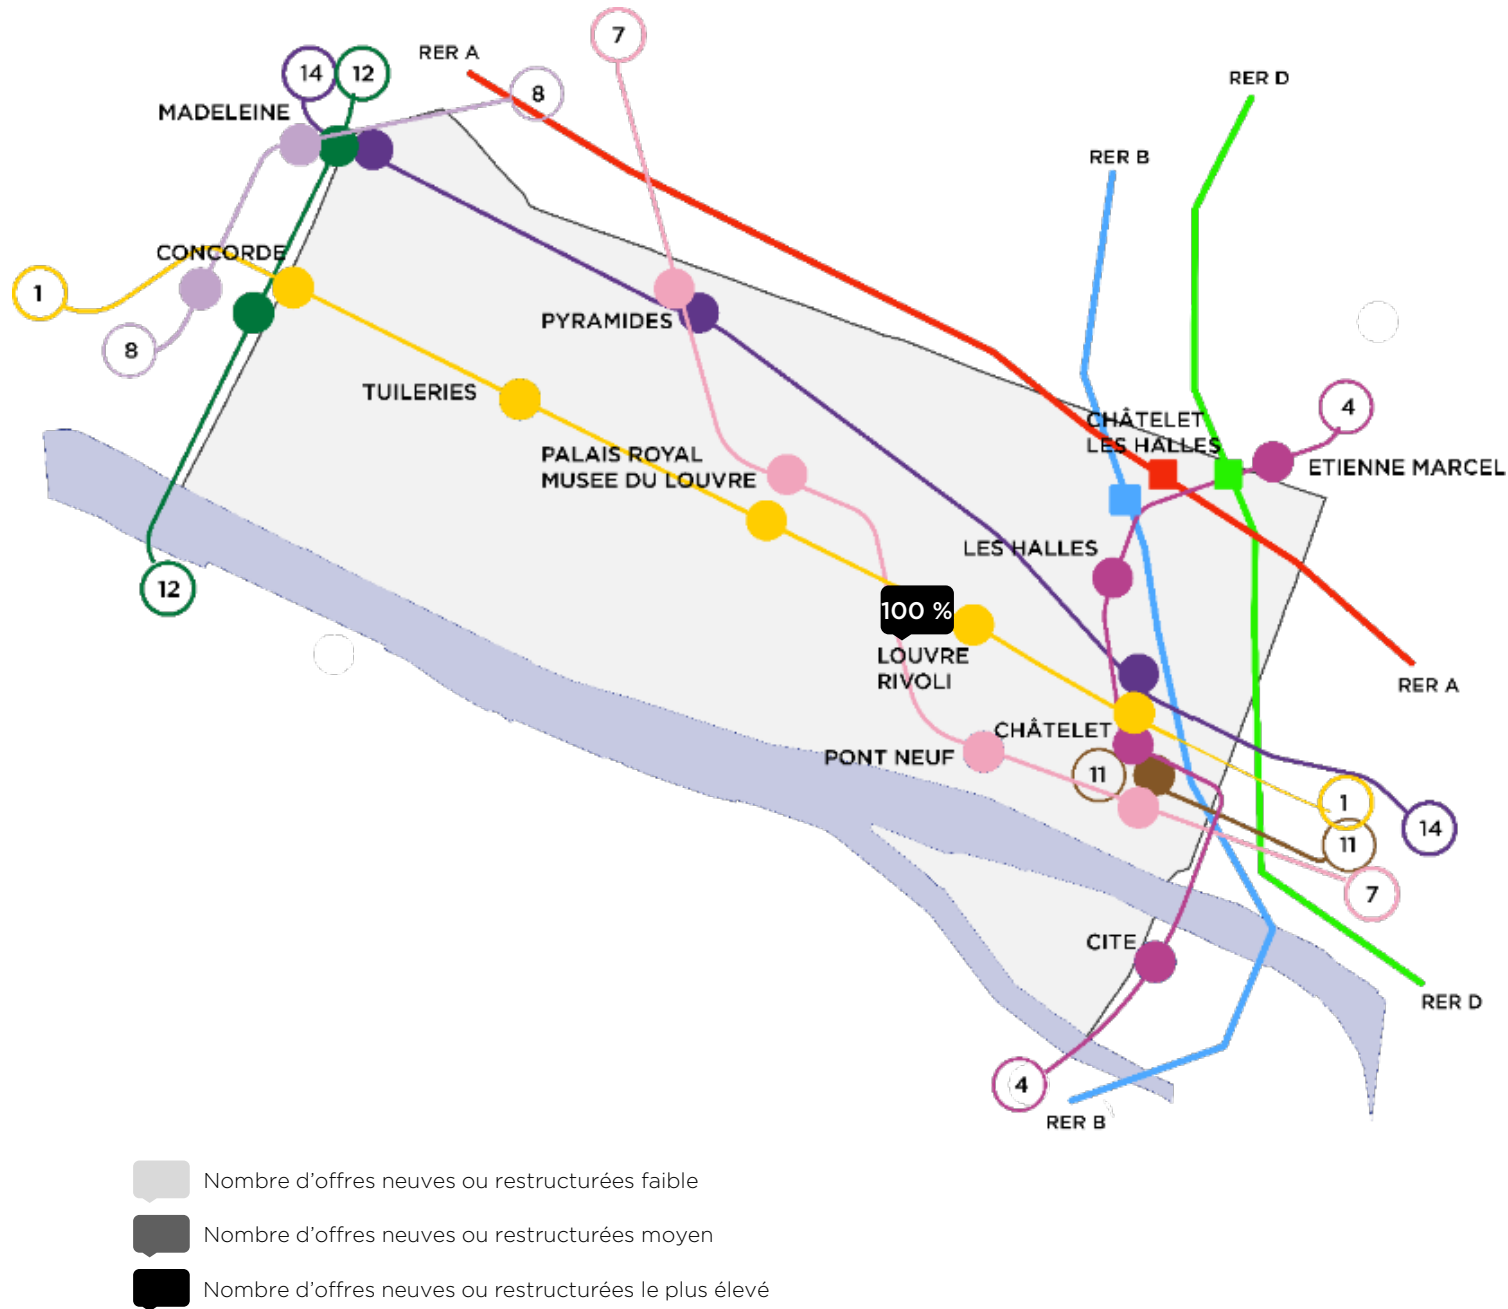 7
RER A
14
12
RER D
8
MADELEINE
RER B
CONCORDE
1
PYRAMIDES
8
TUILERIES
4
CHÂTELET
LES HALLES
PALAIS ROYAL
MUSEE DU LOUVRE
ETIENNE MARCEL
LES HALLES
12
100 %
LOUVRE
RIVOLI
RER A
CHÂTELET
PONT NEUF
11
1
14
11
7
CITE
RER D
4
RER B
Nombre d'offres neuves ou restructurées faible
Nombre d'offres neuves ou restructurées moyen
Nombre d'offres neuves ou restructurées le plus élevé